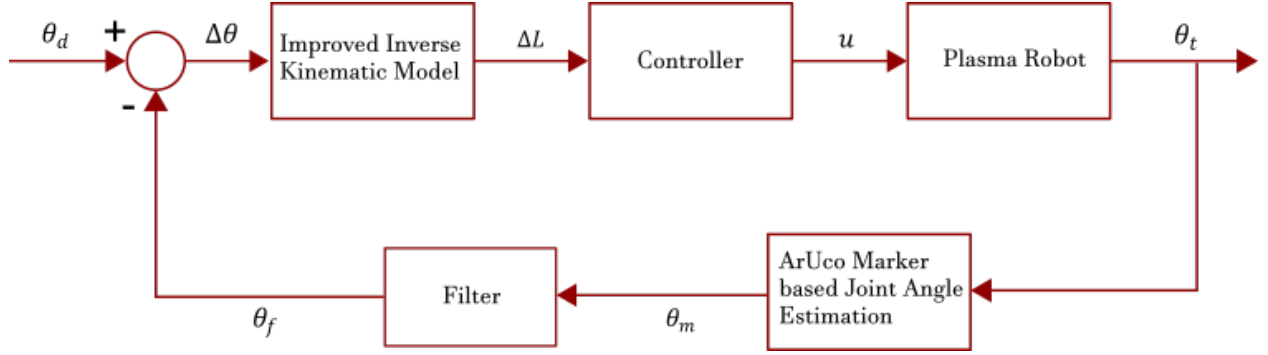 θ_d
+
-
Δθ
Improved Inverse
Kinematic Model
ΔL
Controller
u
Plasma Robot
θ_t
ArUco Marker
based Joint Angle
Estimation
θ_m
Filter
θ_f